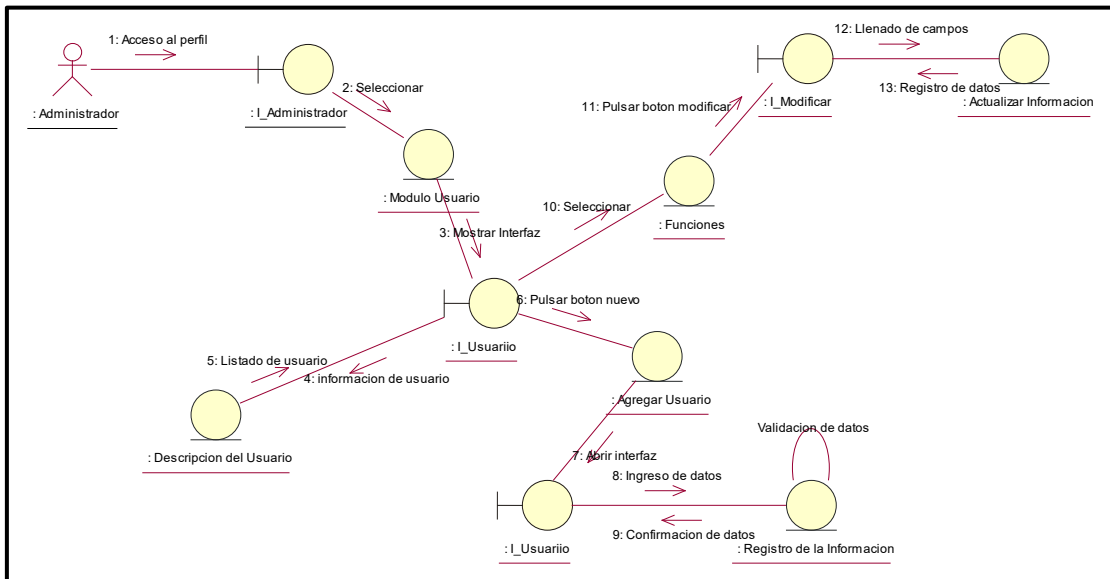 1: Acceso al perfil
12: Llenado de campos
2: Seleccionar
13: Registro de datos
: Administrador
: I_Administrador
11: Pulsar boton modificar
: I_Modificar
: Actualizar Informacion
: Modulo Usuario
10: Seleccionar
: Funciones
3: Mostrar Interfaz
6: Pulsar boton nuevo
: I_Usuariio
5: Listado de usuario
4: informacion de usuario
: Agregar Usuario
: Descripcion del Usuario
Validacion de datos
7: Abrir interfaz
8: Ingreso de datos
9: Confirmacion de datos
: I_Usuariio
: Registro de la Informacion